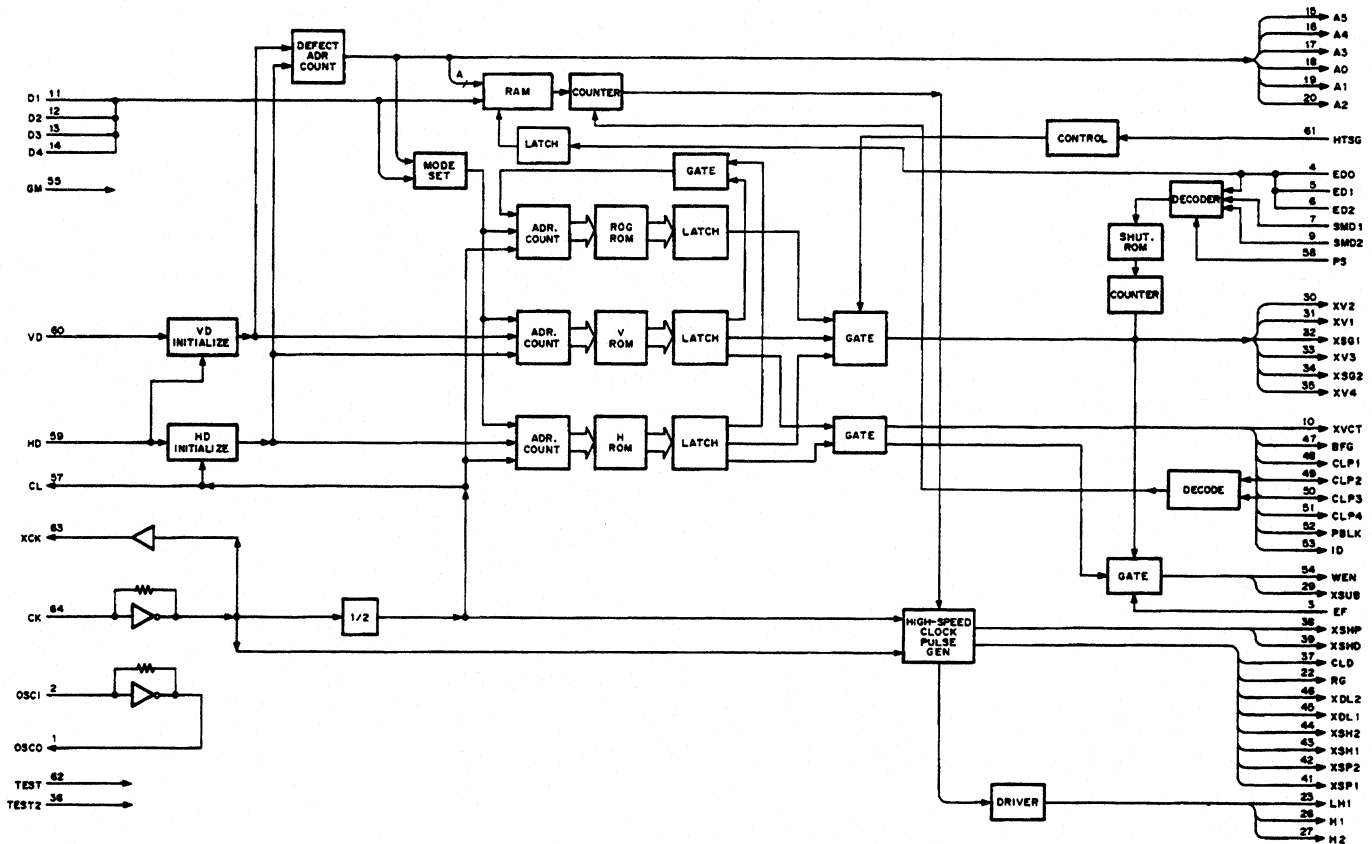 15 A5
16 A4
17 A3
18 A0
19 A1
20 A2
DEFECT
ADR
COUNT
A
RAM
COUNTER
D1 11
D2 12
D3 13
D4 14
GM 55
LATCH
CONTROL
61 HTSG
MODE
SET
GATE
4 ED0
5 ED1
6 ED2
7 SMD1
9 SMD2
58 PS
DECODER
SHUT.
ROM
COUNTER
ADR.
COUNT
ROG
ROM
LATCH
VD 60
VD
INITIALIZE
ADR.
COUNT
V
ROM
LATCH
GATE
30 XV2
31 XV1
32 XSG1
33 XV3
34 XSG2
35 XV4
HD 59
HD
INITIALIZE
ADR.
COUNT
H
ROM
LATCH
GATE
CL 57
10 XVCT
47 BFG
48 CLP1
49 CLP2
50 CLP3
51 CLP4
52 PBLK
53 ID
DECODE
XCK 63
CK 64
1/2
GATE
54 WEN
29 XSUB
3 EF
HIGH-SPEED
CLOCK
PULSE
GEN
38 XSHP
39 XSHD
37 CLD
22 RG
46 XDL2
45 XDL1
44 XSH2
43 XSH1
42 XSP2
41 XSP1
OSCI 2
OSCO 1
TEST 62
TEST2 36
DRIVER
23 LH1
26 H1
27 H2